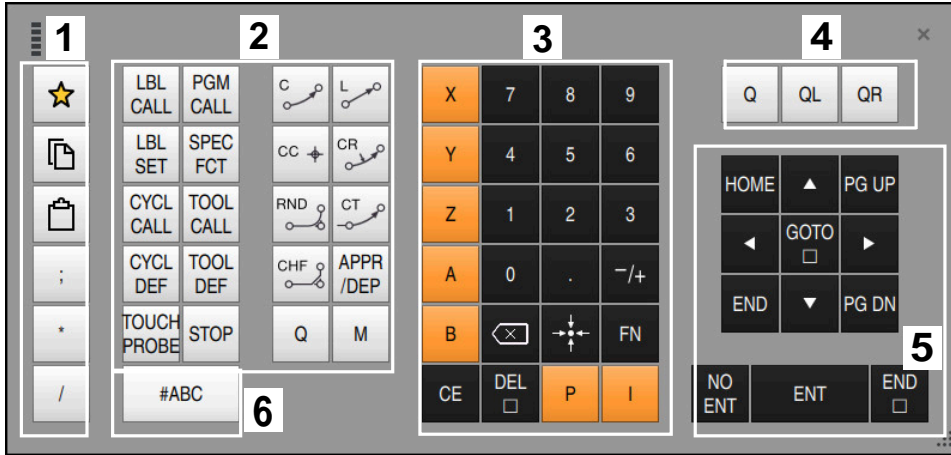 1 2 3 4 ×
LBL CALL PGM CALL C L X 7 8 9 Q QL QR
LBL SET SPEC FCT CC CR Y 4 5 6
HOME ▲ PG UP
CYCL CALL TOOL CALL RND CT Z 1 2 3
◀ GOTO □ ▶
; CYCL DEF TOOL DEF CHF APPR /DEP A 0 . −/+
END ▼ PG DN
* TOUCH PROBE STOP Q M B FN
5
/ #ABC 6 CE DEL □ P I NO ENT ENT END □